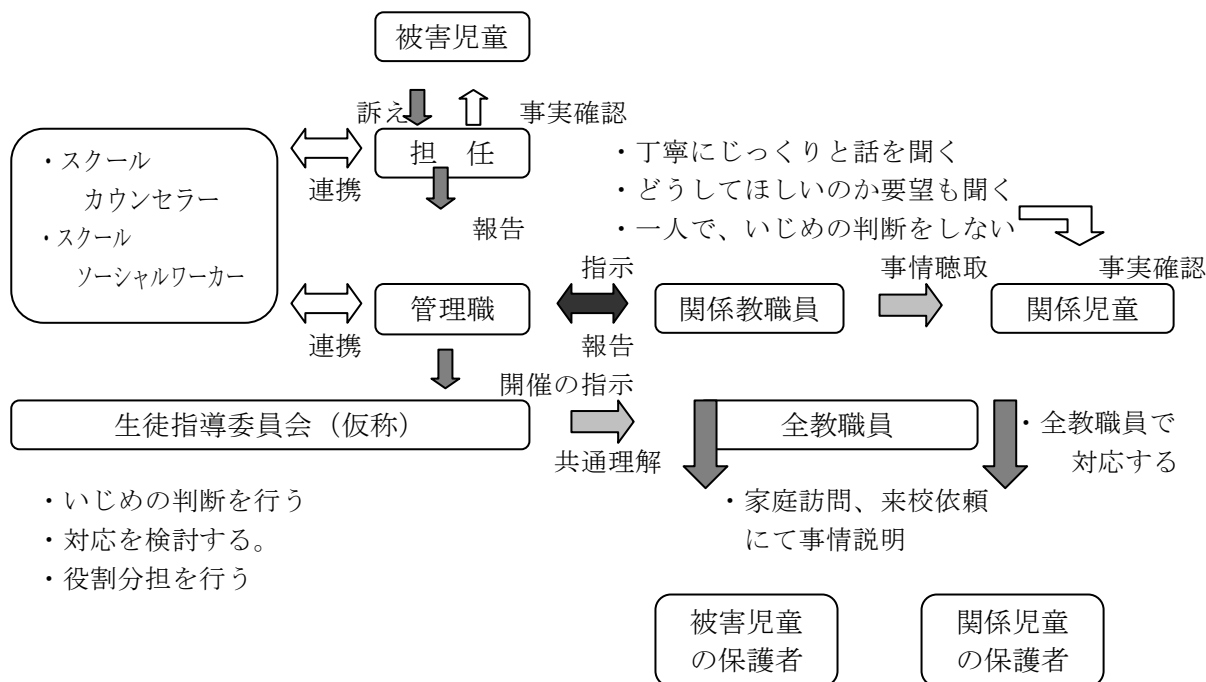 被害児童
訴え
事実確認
・スクール
カウンセラー
・スクール
ソーシャルワーカー
連携
担　任
報告
・丁寧にじっくりと話を聞く
・どうしてほしいのか要望も聞く
・一人で、いじめの判断をしない
連携
管理職
指示
報告
関係教職員
事情聴取
事実確認
関係児童
開催の指示
生徒指導委員会（仮称）
共通理解
全教職員
・全教職員で
対応する
・いじめの判断を行う
・対応を検討する。
・役割分担を行う
・家庭訪問、来校依頼
にて事情説明
被害児童
の保護者
関係児童
の保護者